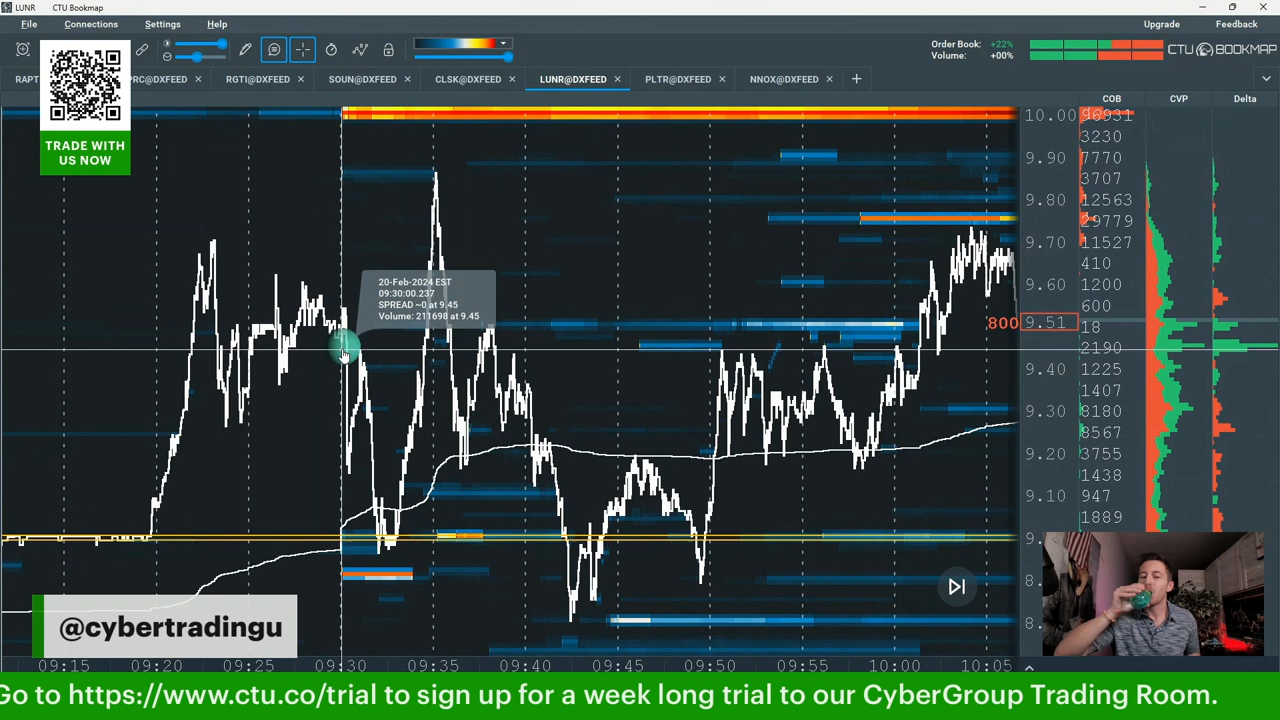 LUNR CTU Bookmap
File Connections Settings Help Upgrade Feedback
Order Book: +22%
Volume: +00%
CTU BOOKMAP
RAPT PRC@DXFEED RGTI@DXFEED SOUN@DXFEED CLSK@DXFEED LUNR@DXFEED PLTR@DXFEED NNOX@DXFEED
COB CVP Delta
TRADE WITH
US NOW
10.00 96931
3230
9.90 7770
3707
9.80 12563
29779
9.70 11527
410
9.60 1200
600
800 9.51 18
2190
9.40 1225
1407
9.30 8180
8567
9.20 3755
1438
9.10 947
1889
9.
8.
8.
20-Feb-2024 EST
09:30:00.237
SPREAD ~0 at 9.45
Volume: 211698 at 9.45
@cybertradingu
09:15 09:20 09:25 09:30 09:35 09:40 09:45 09:50 09:55 10:00 10:05
Go to https://www.ctu.co/trial to sign up for a week long trial to our CyberGroup Trading Room.